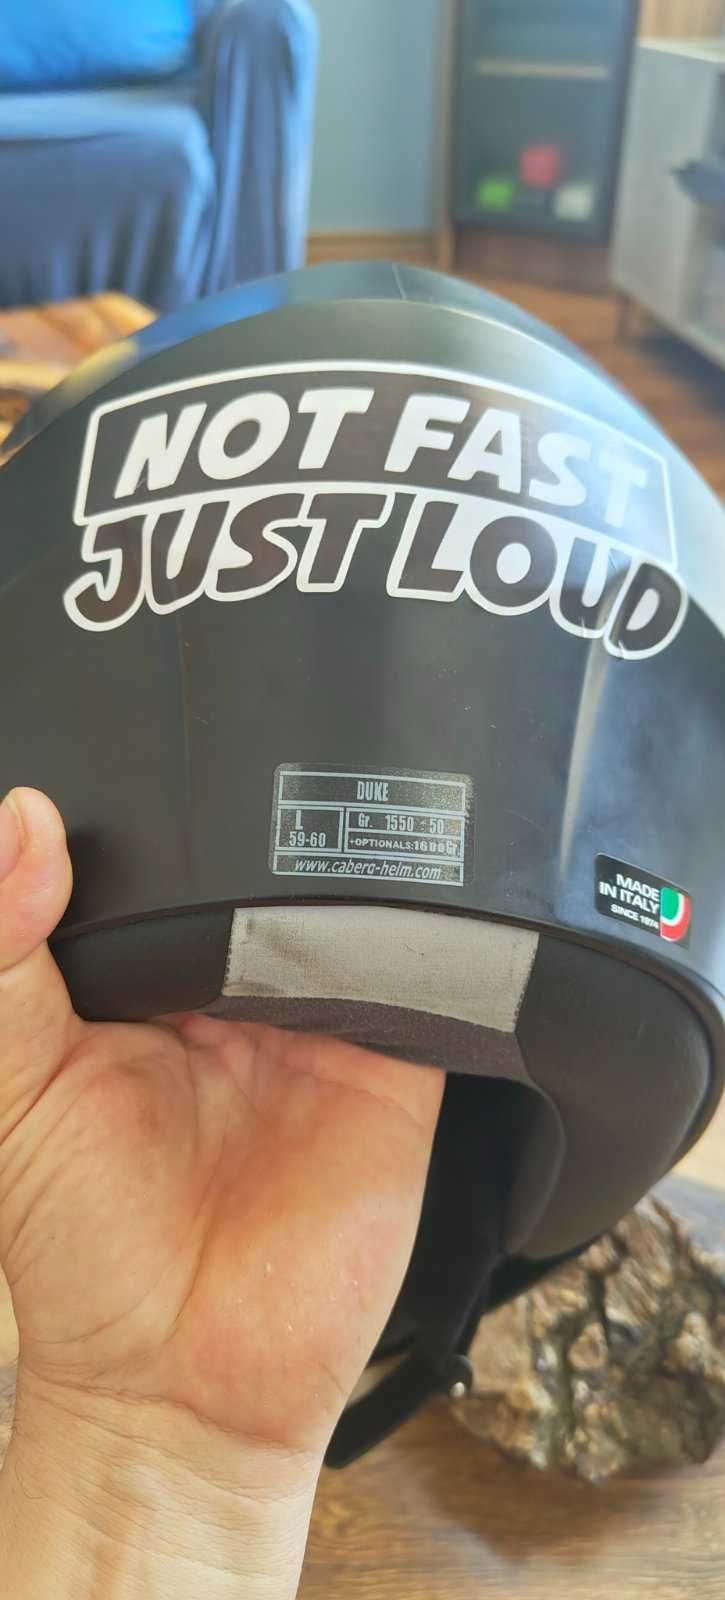 NOT FAST
JUST LOUD
DUKE
L
59-60
Gr. 1550 ±50
+OPTIONALS:1600Gr.
www.caberg-helm.com
MADE
IN ITALY
SINCE 1974